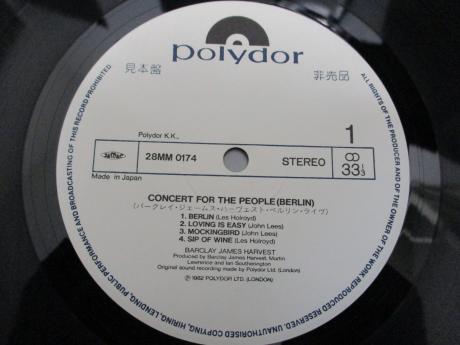 polydor
見本盤
非売品
Polydor K.K.,
1
JASRAC
28MM 0174
STEREO
33 1/3
Made in Japan
CONCERT FOR THE PEOPLE(BERLIN)
(バークレイ・ジェームス・ハーヴェスト・ベルリン・ライヴ)
1. BERLIN (Les Holroyd)
2. LOVING IS EASY (John Lees)
3. MOCKINGBIRD (John Lees)
4. SIP OF WINE (Les Holroyd)
BARCLAY JAMES HARVEST
Produced by Barclay James Harvest, Martin
Lawrence and Ian Southerington
Original sound recording made by Polydor Ltd. (London)
℗1982 POLYDOR LTD. (LONDON)
ALL RIGHTS OF THE PRODUCER AND OF THE OWNER OF THE WORK REPRODUCED RESERVED. UNAUTHORISED COPYING, HIRING, LENDING, PUBLIC PERFORMANCE AND BROADCASTING OF THIS RECORD PROHIBITED